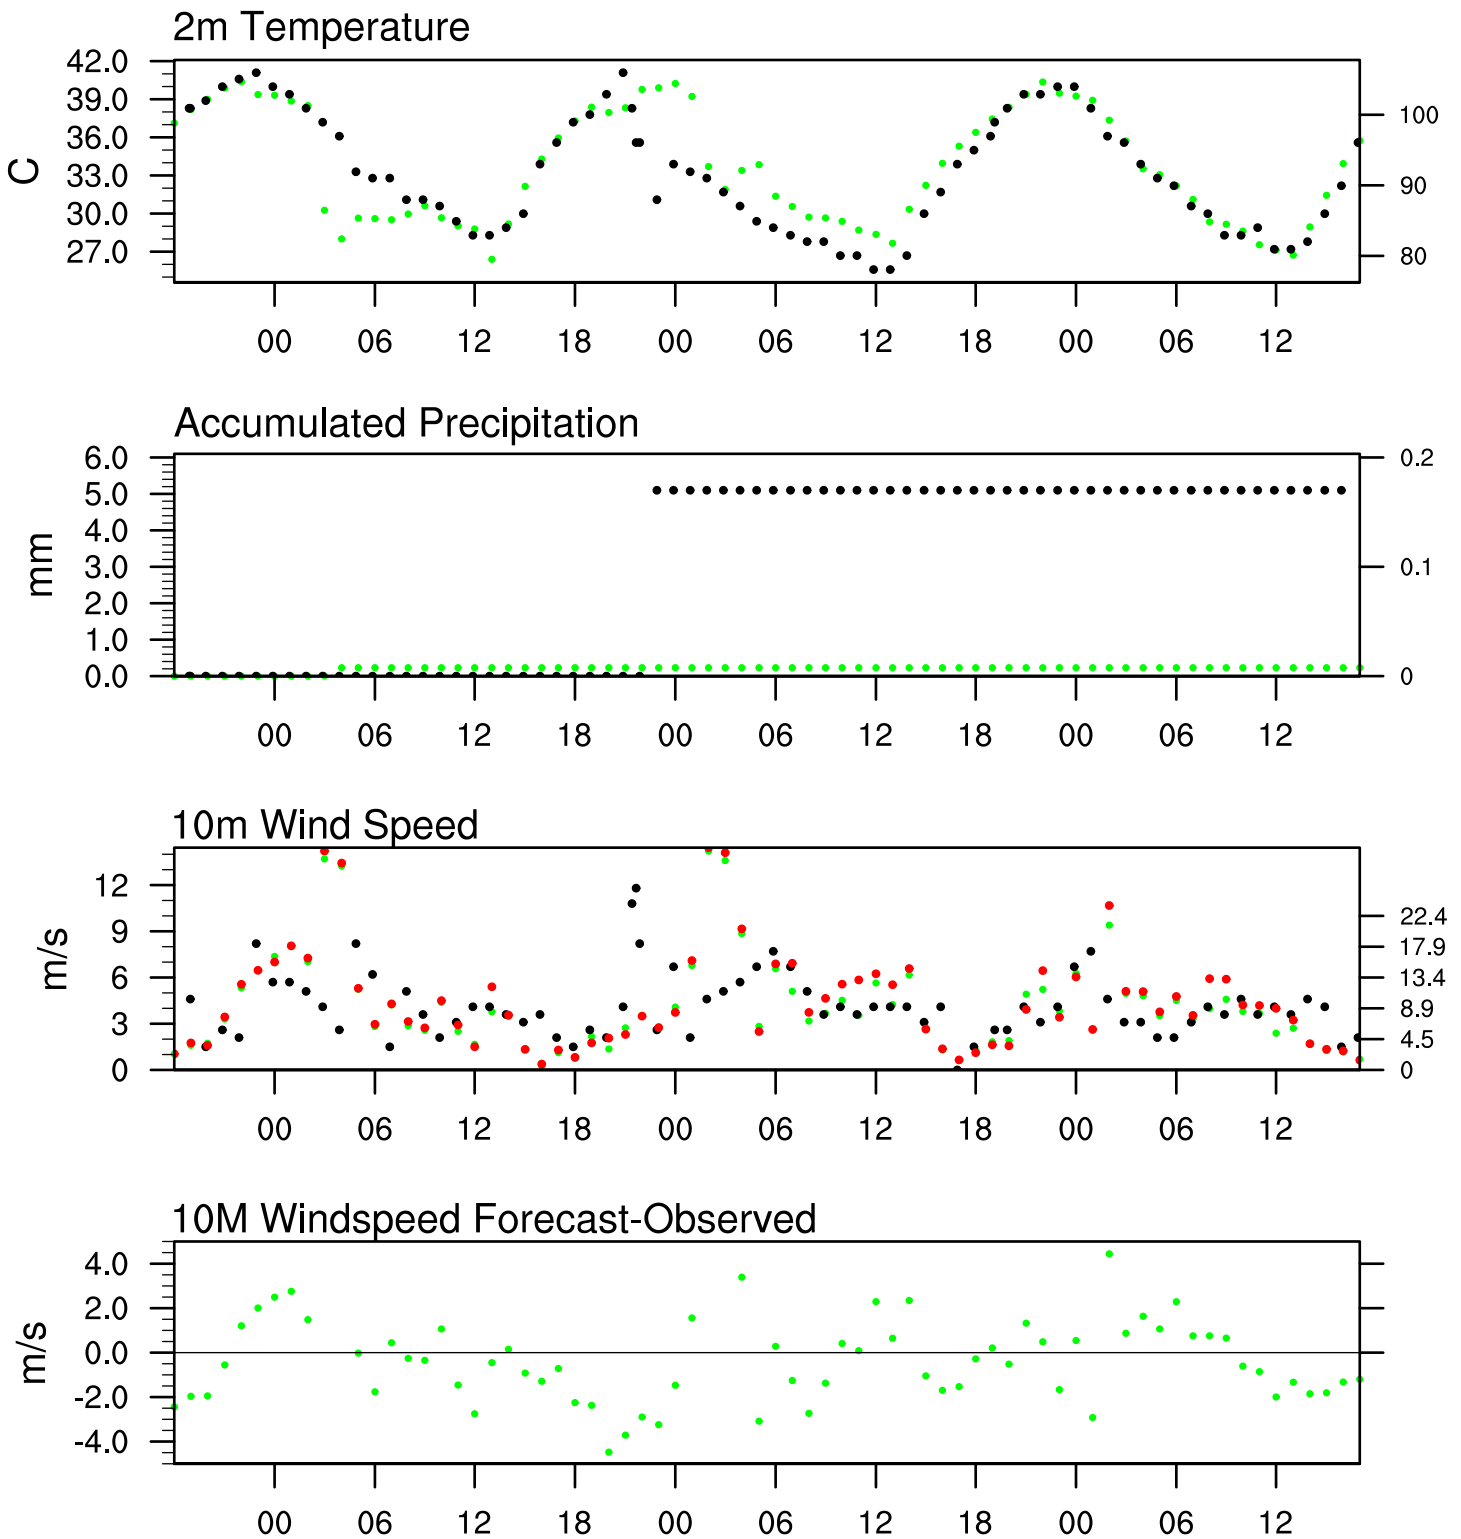 2m Temperature
42.0
39.0
36.0
33.0
30.0
27.0
C
100
90
80
00 06 12 18 00 06 12 18 00 06 12
Accumulated Precipitation
6.0
5.0
4.0
3.0
2.0
1.0
0.0
mm
0.2
0.1
0
00 06 12 18 00 06 12 18 00 06 12
10m Wind Speed
12
9
6
3
0
m/s
22.4
17.9
13.4
8.9
4.5
0
00 06 12 18 00 06 12 18 00 06 12
10M Windspeed Forecast-Observed
4.0
2.0
0.0
-2.0
-4.0
m/s
00 06 12 18 00 06 12 18 00 06 12